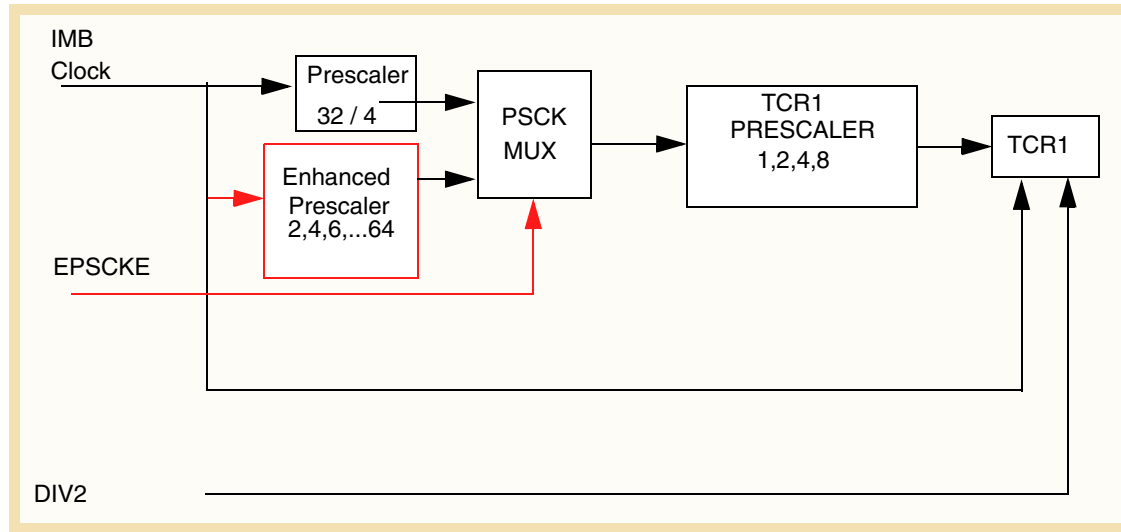 IMB
Clock
Prescaler
32 / 4
PSCK
MUX
TCR1
PRESCALER
1,2,4,8
TCR1
Enhanced
Prescaler
2,4,6,...64
EPSCKE
DIV2